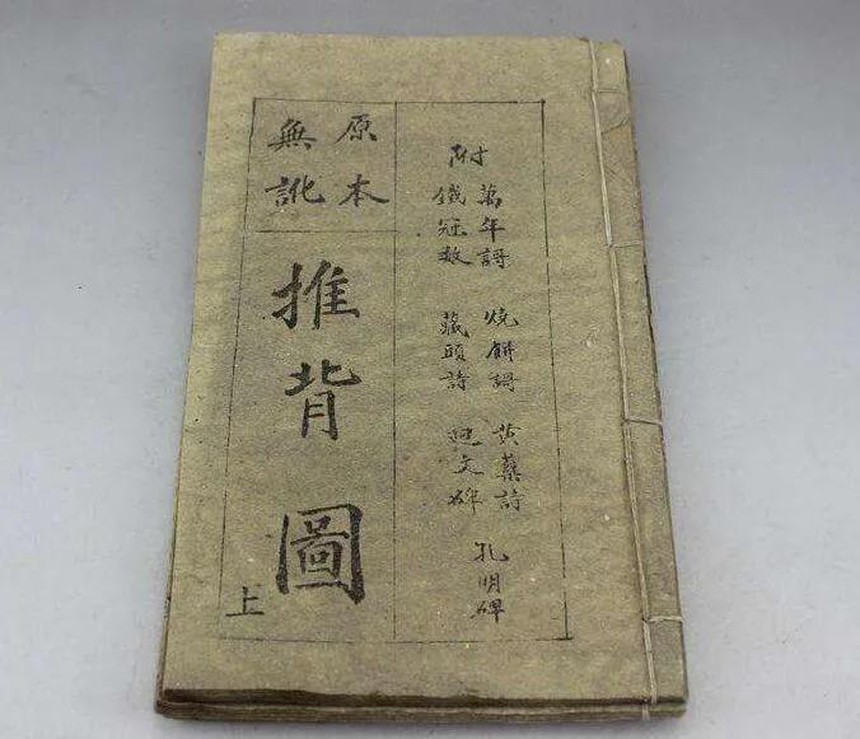 附
萬年謌 燒餅謌 黃蘗詩 孔明碑
鐵冠數 藏頭詩 迴文碑
原本
無訛
推背圖
上